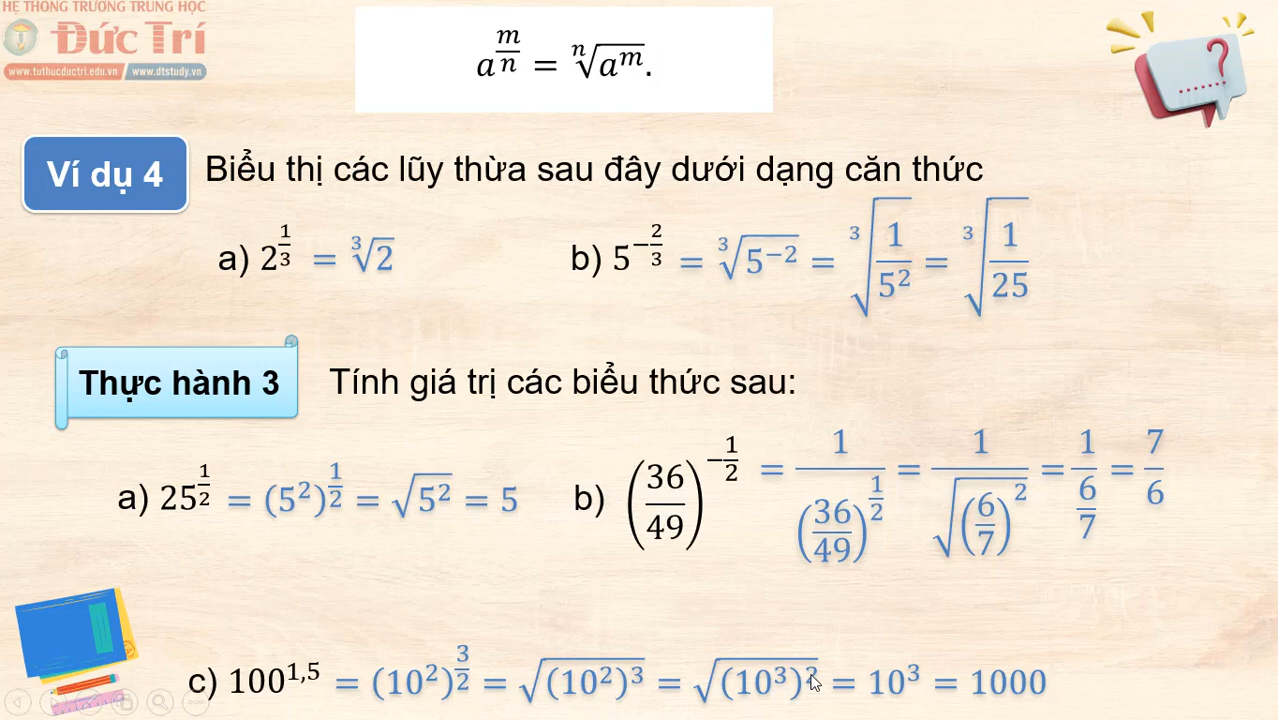 HỆ THỐNG TRƯỜNG TRUNG HỌC
Đức Trí
www.tuthucductri.edu.vn www.dtstudy.vn
a^(m/n) = ⁿ√(a^m).
Ví dụ 4 Biểu thị các lũy thừa sau đây dưới dạng căn thức
a) 2^(1/3) = ³√2 b) 5^(−2/3) = ³√(5^(−2)) = ³√(1/5²) = ³√(1/25)
Thực hành 3 Tính giá trị các biểu thức sau:
a) 25^(1/2) = (5²)^(1/2) = √(5²) = 5 b) (36/49)^(−1/2) = 1/(36/49)^(1/2) = 1/√((6/7)²) = 1/(6/7) = 7/6
c) 100^(1,5) = (10²)^(3/2) = √((10²)³) = √((10³)²) = 10³ = 1000